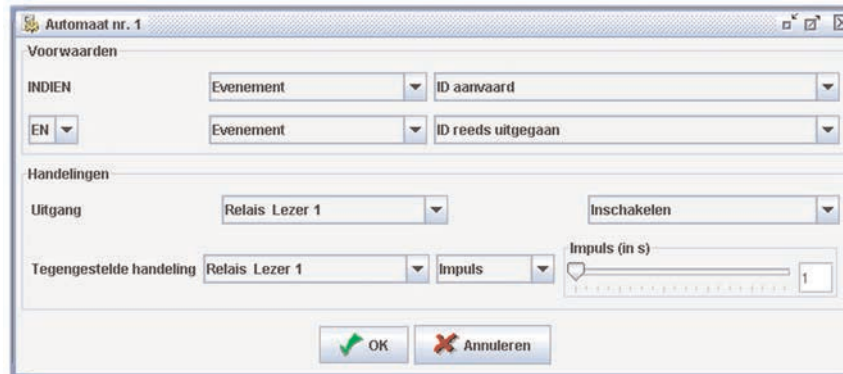 Automaat nr. 1
Voorwaarden
INDIEN Evenement ID aanvaard
EN Evenement ID reeds uitgegaan
Handelingen
Uitgang Relais Lezer 1 Inschakelen
Impuls (in s)
Tegengestelde handeling Relais Lezer 1 Impuls 1
OK Annuleren